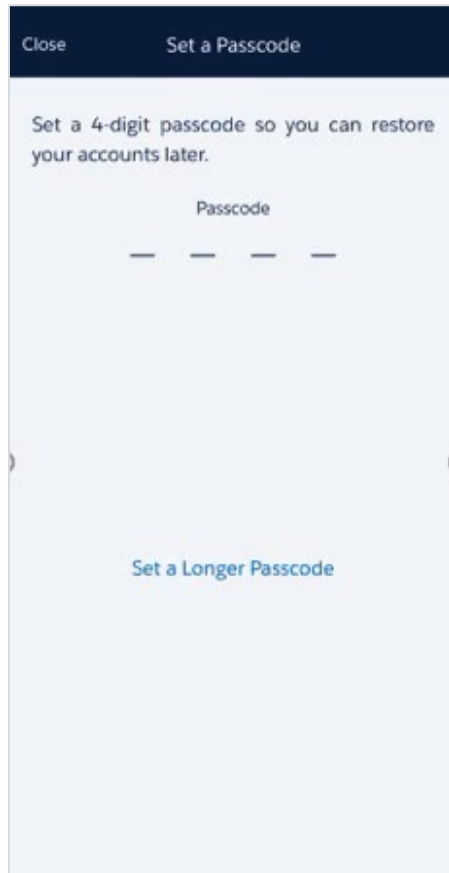 Close
Set a Passcode
Set a 4-digit passcode so you can restore
your accounts later.
Passcode
Set a Longer Passcode